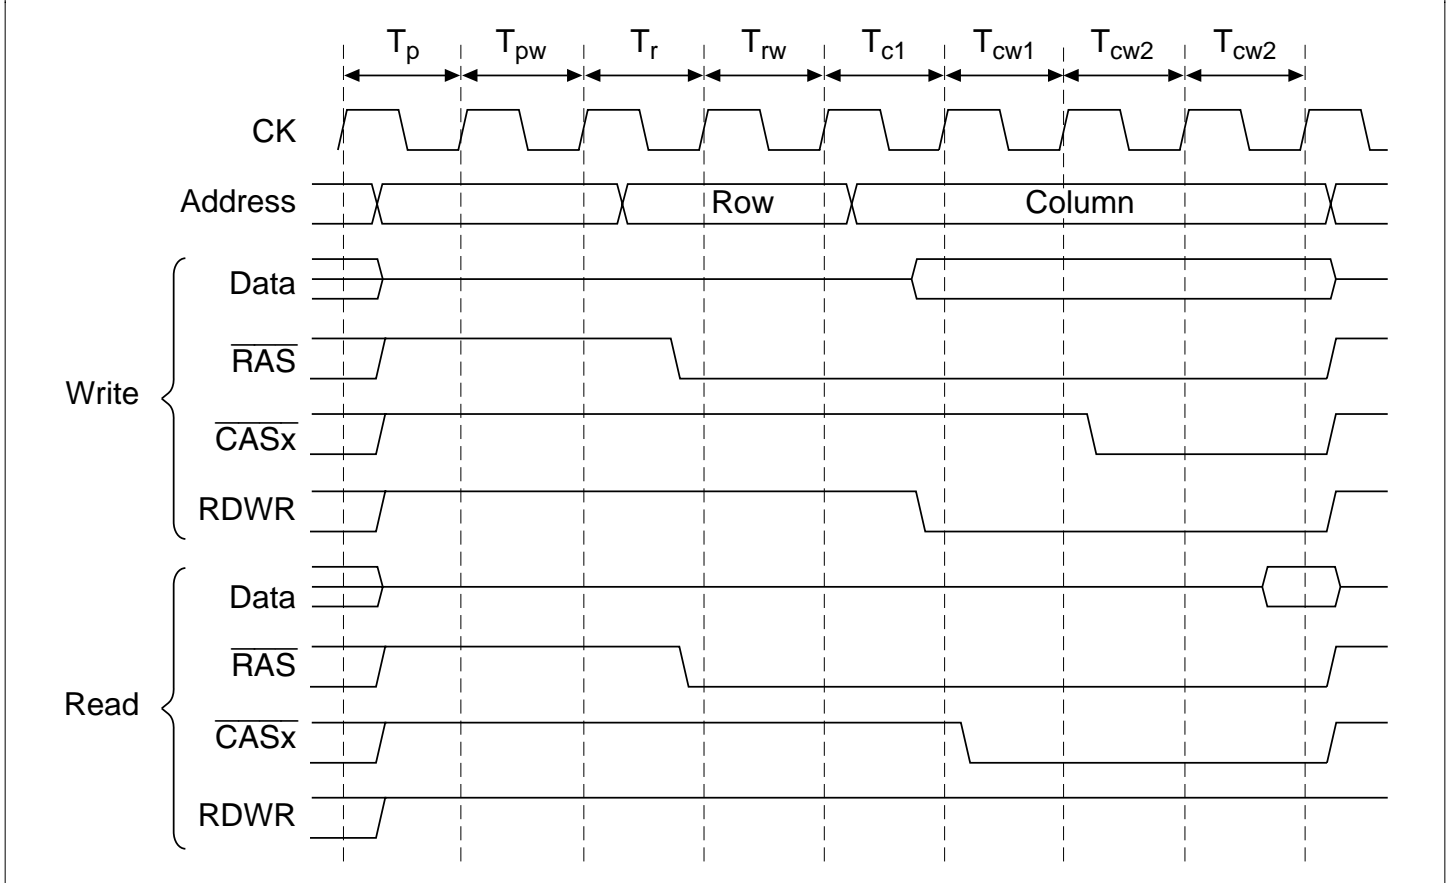 Tp Tpw Tr Trw Tc1 Tcw1 Tcw2 Tcw2
CK
Address Row Column
Data
RAS
Write
CASx
RDWR
Data
RAS
Read
CASx
RDWR